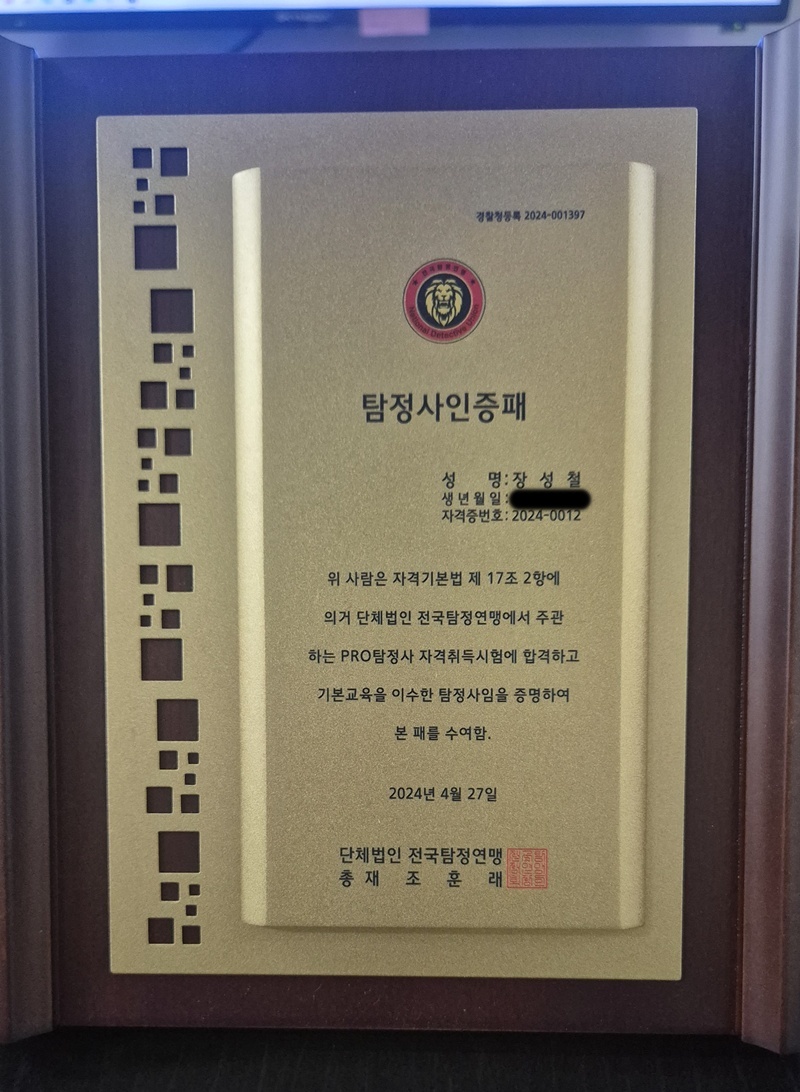 경찰청등록 2024-001397
National Detective Union
탐정사인증패
성 명: 장 성 철
생년월일:
자격증번호: 2024-0012
위 사람은 자격기본법 제 17조 2항에
의거 단체법인 전국탐정연맹에서 주관
하는 PRO탐정사 자격취득시험에 합격하고
기본교육을 이수한 탐정사임을 증명하여
본 패를 수여함.
2024년 4월 27일
단체법인 전국탐정연맹
총 재 조 훈 래